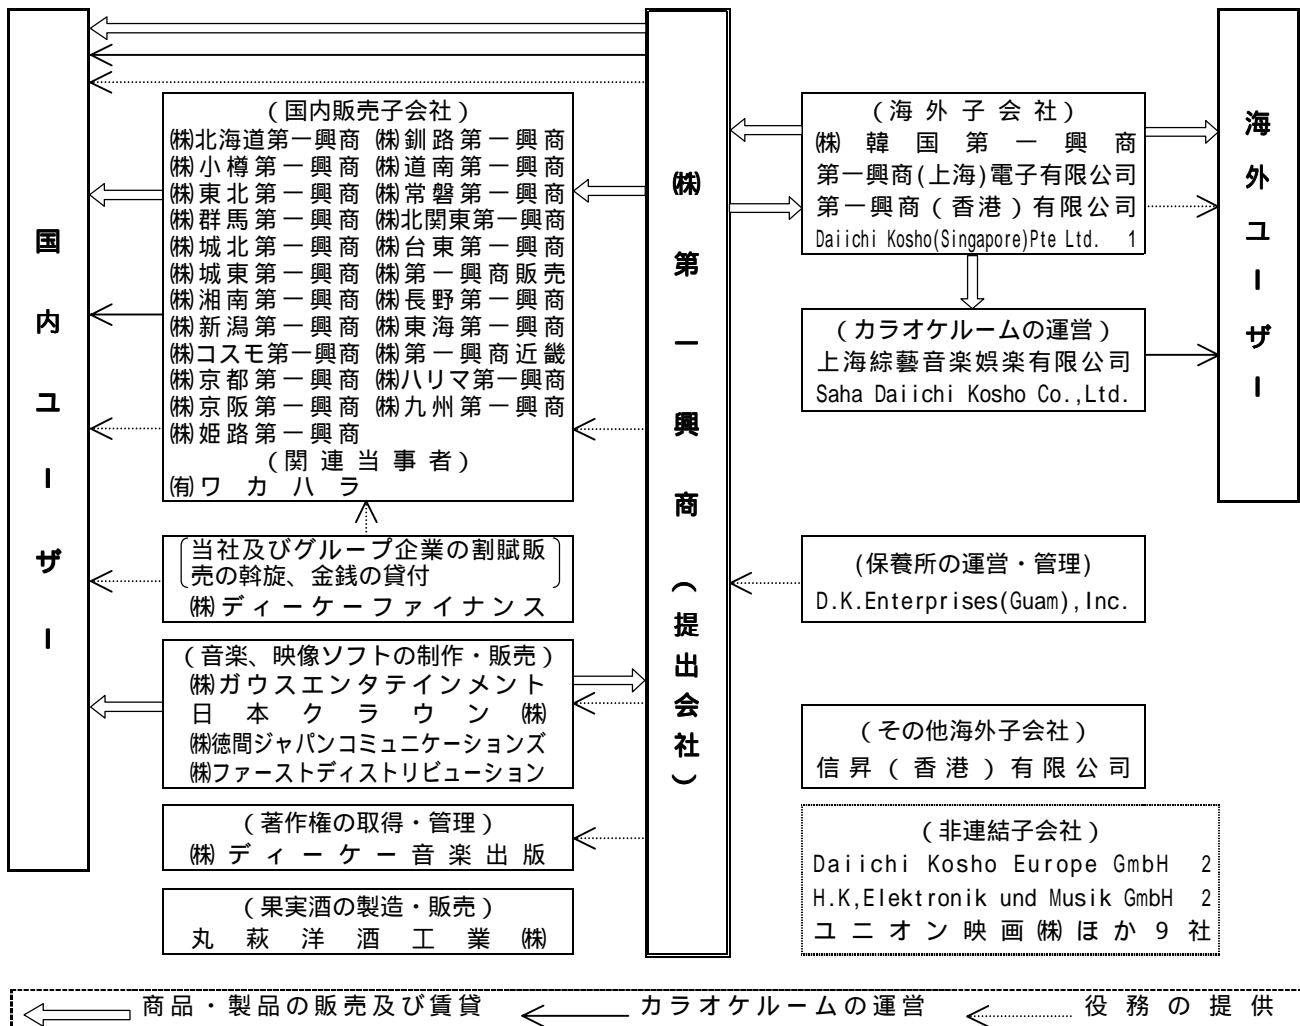 国内ユーザー
（国内販売子会社）
㈱北海道第一興商 ㈱釧路第一興商
㈱小樽第一興商 ㈱道南第一興商
㈱東北第一興商 ㈱常磐第一興商
㈱群馬第一興商 ㈱北関東第一興商
㈱城北第一興商 ㈱台東第一興商
㈱城東第一興商 ㈱第一興商販売
㈱湘南第一興商 ㈱長野第一興商
㈱新潟第一興商 ㈱東海第一興商
㈱コスモ第一興商 ㈱第一興商近畿
㈱京都第一興商 ㈱ハリマ第一興商
㈱京阪第一興商 ㈱九州第一興商
㈱姫路第一興商
（関連当事者）
㈲ワカハラ
当社及びグループ企業の割賦販
売の斡旋、金銭の貸付
㈱ディーケーファイナンス
（音楽、映像ソフトの制作・販売）
㈱ガウスエンタテインメント
日本クラウン㈱
㈱徳間ジャパンコミュニケーションズ
㈱ファーストディストリビューション
（著作権の取得・管理）
㈱ディーケー音楽出版
（果実酒の製造・販売）
丸萩洋酒工業㈱
㈱第一興商（提出会社）
（海外子会社）
㈱韓国第一興商
第一興商(上海)電子有限公司
第一興商（香港）有限公司
Daiichi Kosho(Singapore)Pte Ltd. 1
（カラオケルームの運営）
上海綜藝音楽娯楽有限公司
Saha Daiichi Kosho Co.,Ltd.
(保養所の運営・管理)
D.K.Enterprises(Guam),Inc.
（その他海外子会社）
信昇（香港）有限公司
（非連結子会社）
Daiichi Kosho Europe GmbH 2
H.K,Elektronik und Musik GmbH 2
ユニオン映画㈱ほか9社
海外ユーザー
商品・製品の販売及び賃貸 カラオケルームの運営 役務の提供